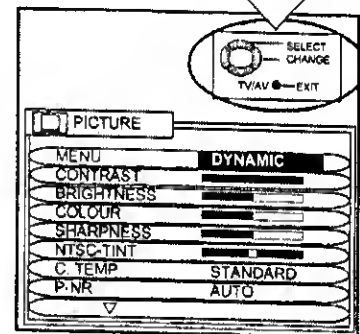 SELECT
CHANGE
TV/AV EXIT
PICTURE
MENU DYNAMIC
CONTRAST
BRIGHTNESS
COLOUR
SHARPNESS
NTSC-TINT
C. TEMP STANDARD
P-NR AUTO